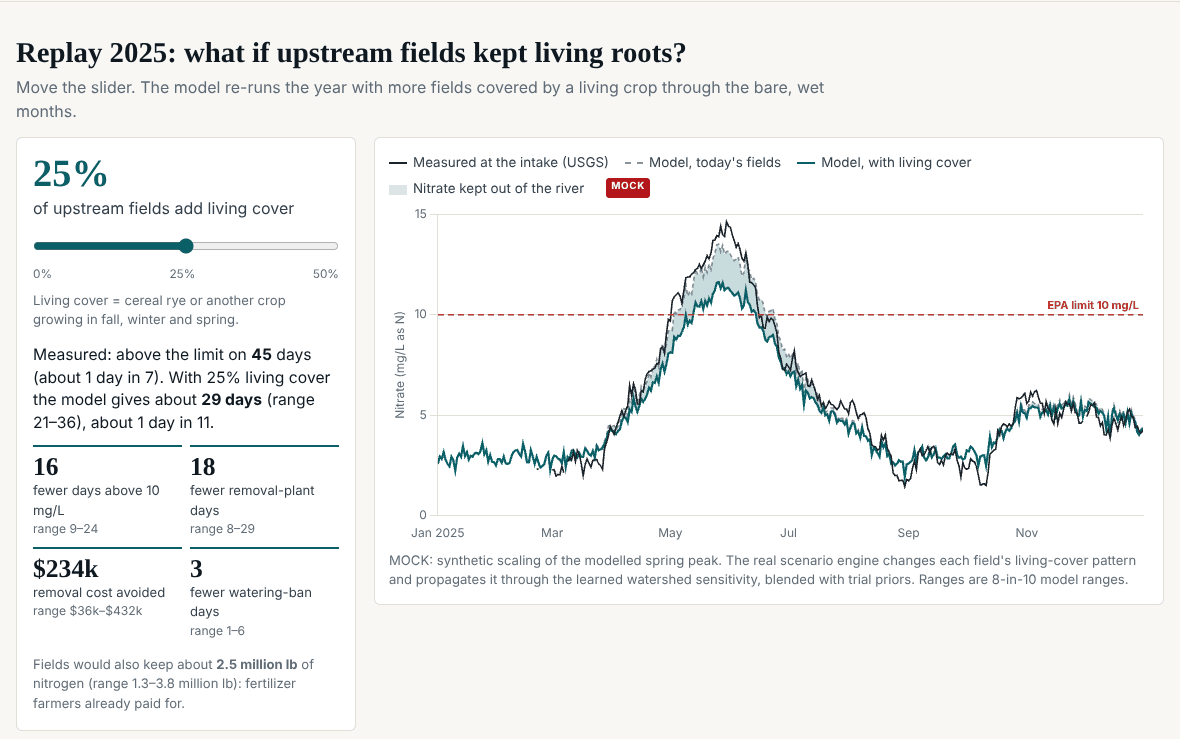 Replay 2025: what if upstream fields kept living roots?
Move the slider. The model re-runs the year with more fields covered by a living crop through the bare, wet
months.
25%
of upstream fields add living cover
0% 25% 50%
Living cover = cereal rye or another crop
growing in fall, winter and spring.
Measured: above the limit on 45 days
(about 1 day in 7). With 25% living cover
the model gives about 29 days (range
21–36), about 1 day in 11.
16
fewer days above 10
mg/L
range 9–24
18
fewer removal-plant
days
range 8–29
$234k
removal cost avoided
range $36k–$432k
3
fewer watering-ban
days
range 1–6
Fields would also keep about 2.5 million lb of
nitrogen (range 1.3–3.8 million lb): fertilizer
farmers already paid for.
Measured at the intake (USGS) Model, today's fields Model, with living cover
Nitrate kept out of the river MOCK
15
10
5
0
Nitrate (mg/L as N)
EPA limit 10 mg/L
Jan 2025 Mar May Jul Sep Nov
MOCK: synthetic scaling of the modelled spring peak. The real scenario engine changes each field's living-cover pattern
and propagates it through the learned watershed sensitivity, blended with trial priors. Ranges are 8-in-10 model ranges.